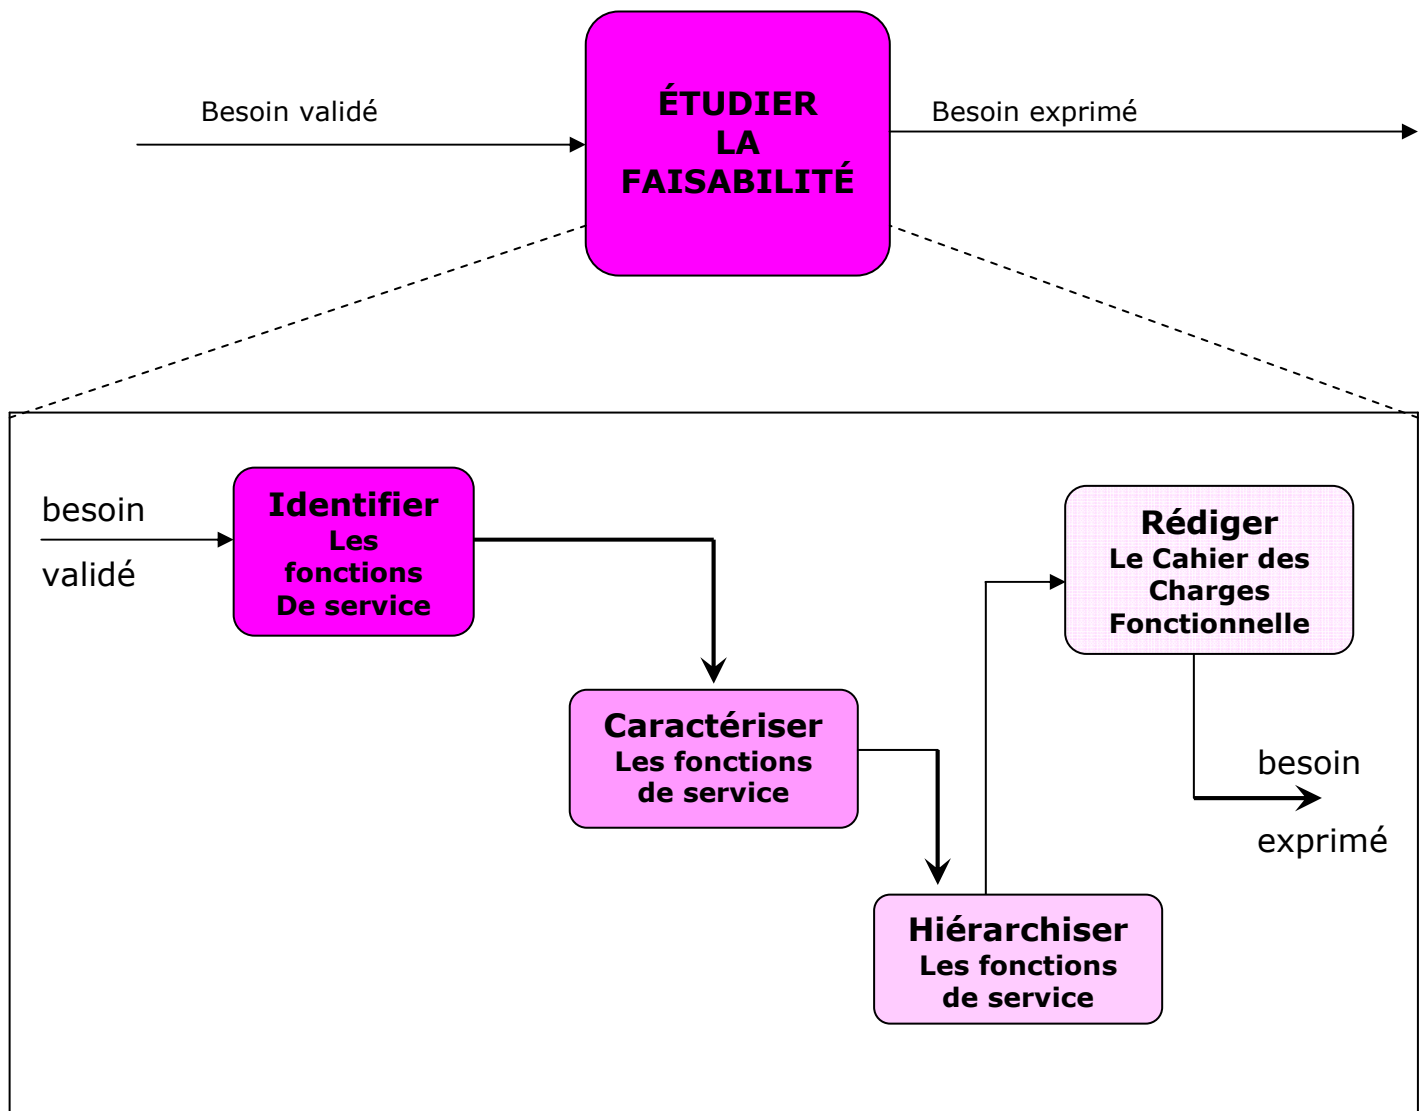 Besoin validé
ÉTUDIER
LA
FAISABILITÉ
Besoin exprimé
besoin
validé
Identifier
Les
fonctions
De service
Caractériser
Les fonctions
de service
Hiérarchiser
Les fonctions
de service
Rédiger
Le Cahier des
Charges
Fonctionnelle
besoin
exprimé